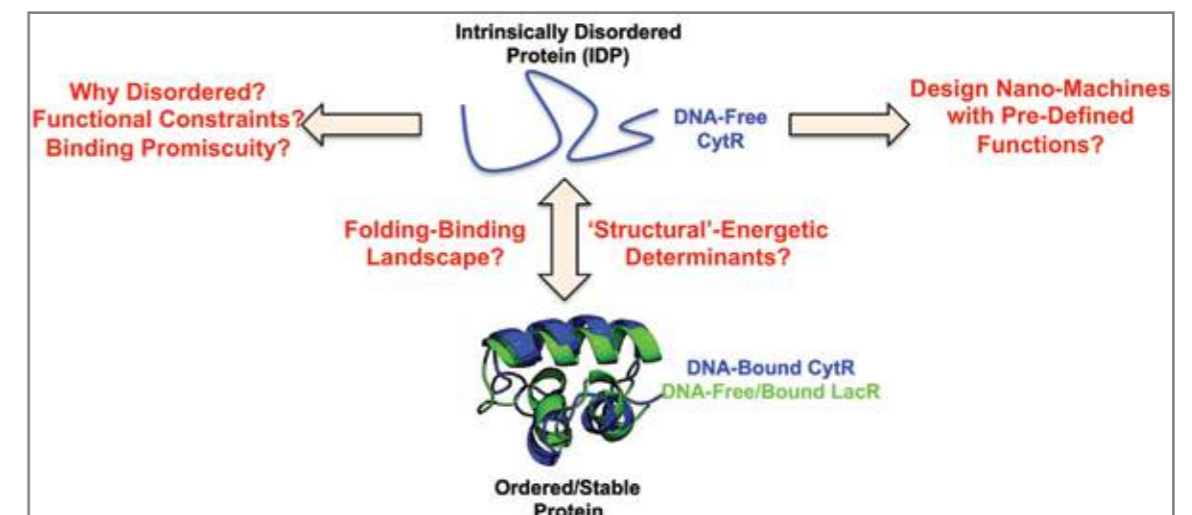 Intrinsically Disordered
Protein (IDP)
Why Disordered?
Functional Constraints?
Binding Promiscuity?
DNA-Free
CytR
Design Nano-Machines
with Pre-Defined
Functions?
Folding-Binding
Landscape?
‘Structural’-Energetic
Determinants?
DNA-Bound CytR
DNA-Free/Bound LacR
Ordered/Stable
Protein